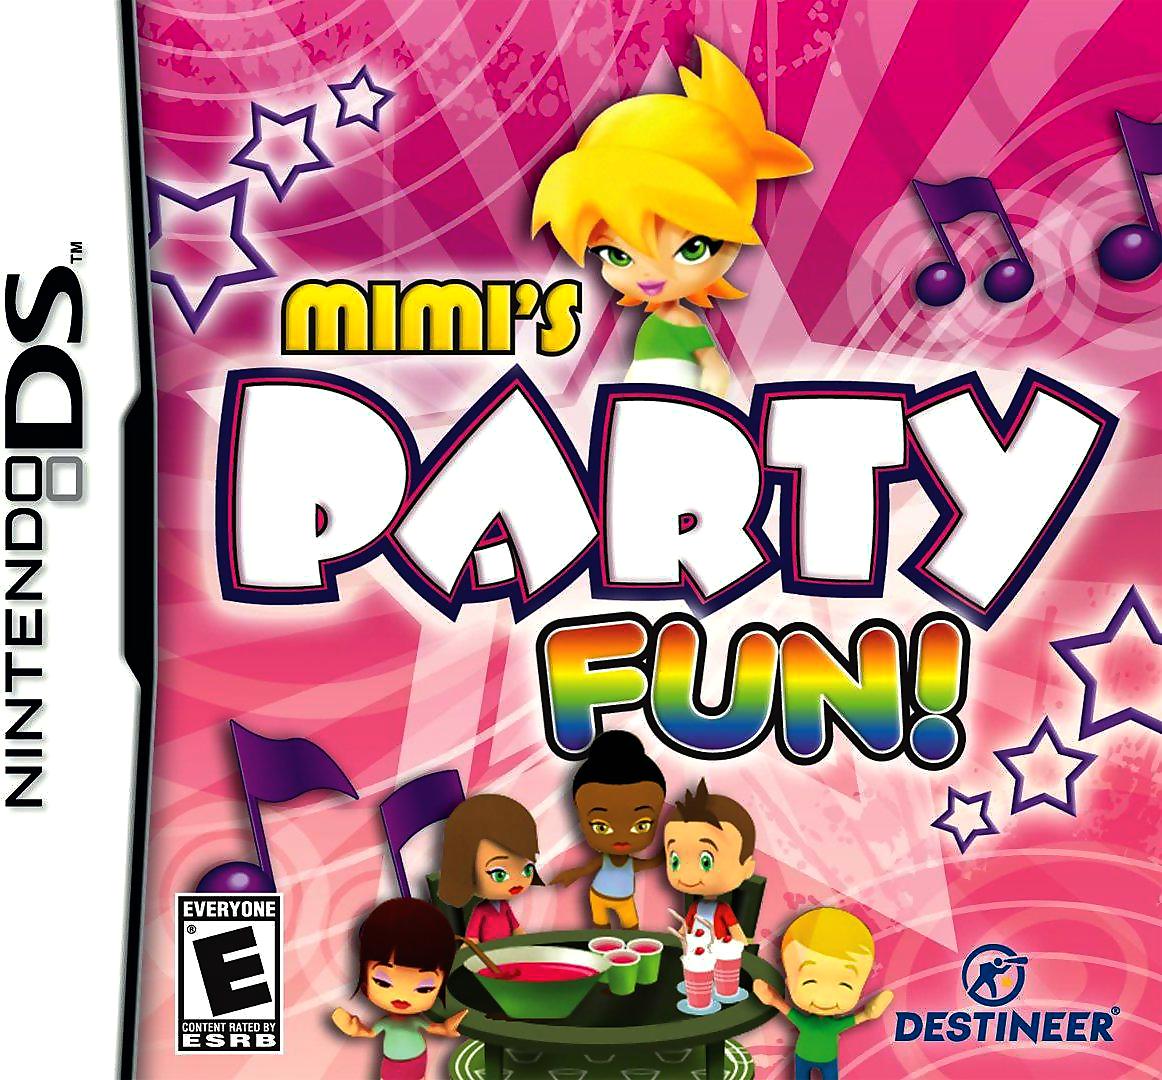 NINTENDO DS™
MIMI'S
PARTY
FUN!
EVERYONE
E
®
CONTENT RATED BY
ESRB
DESTINEER®